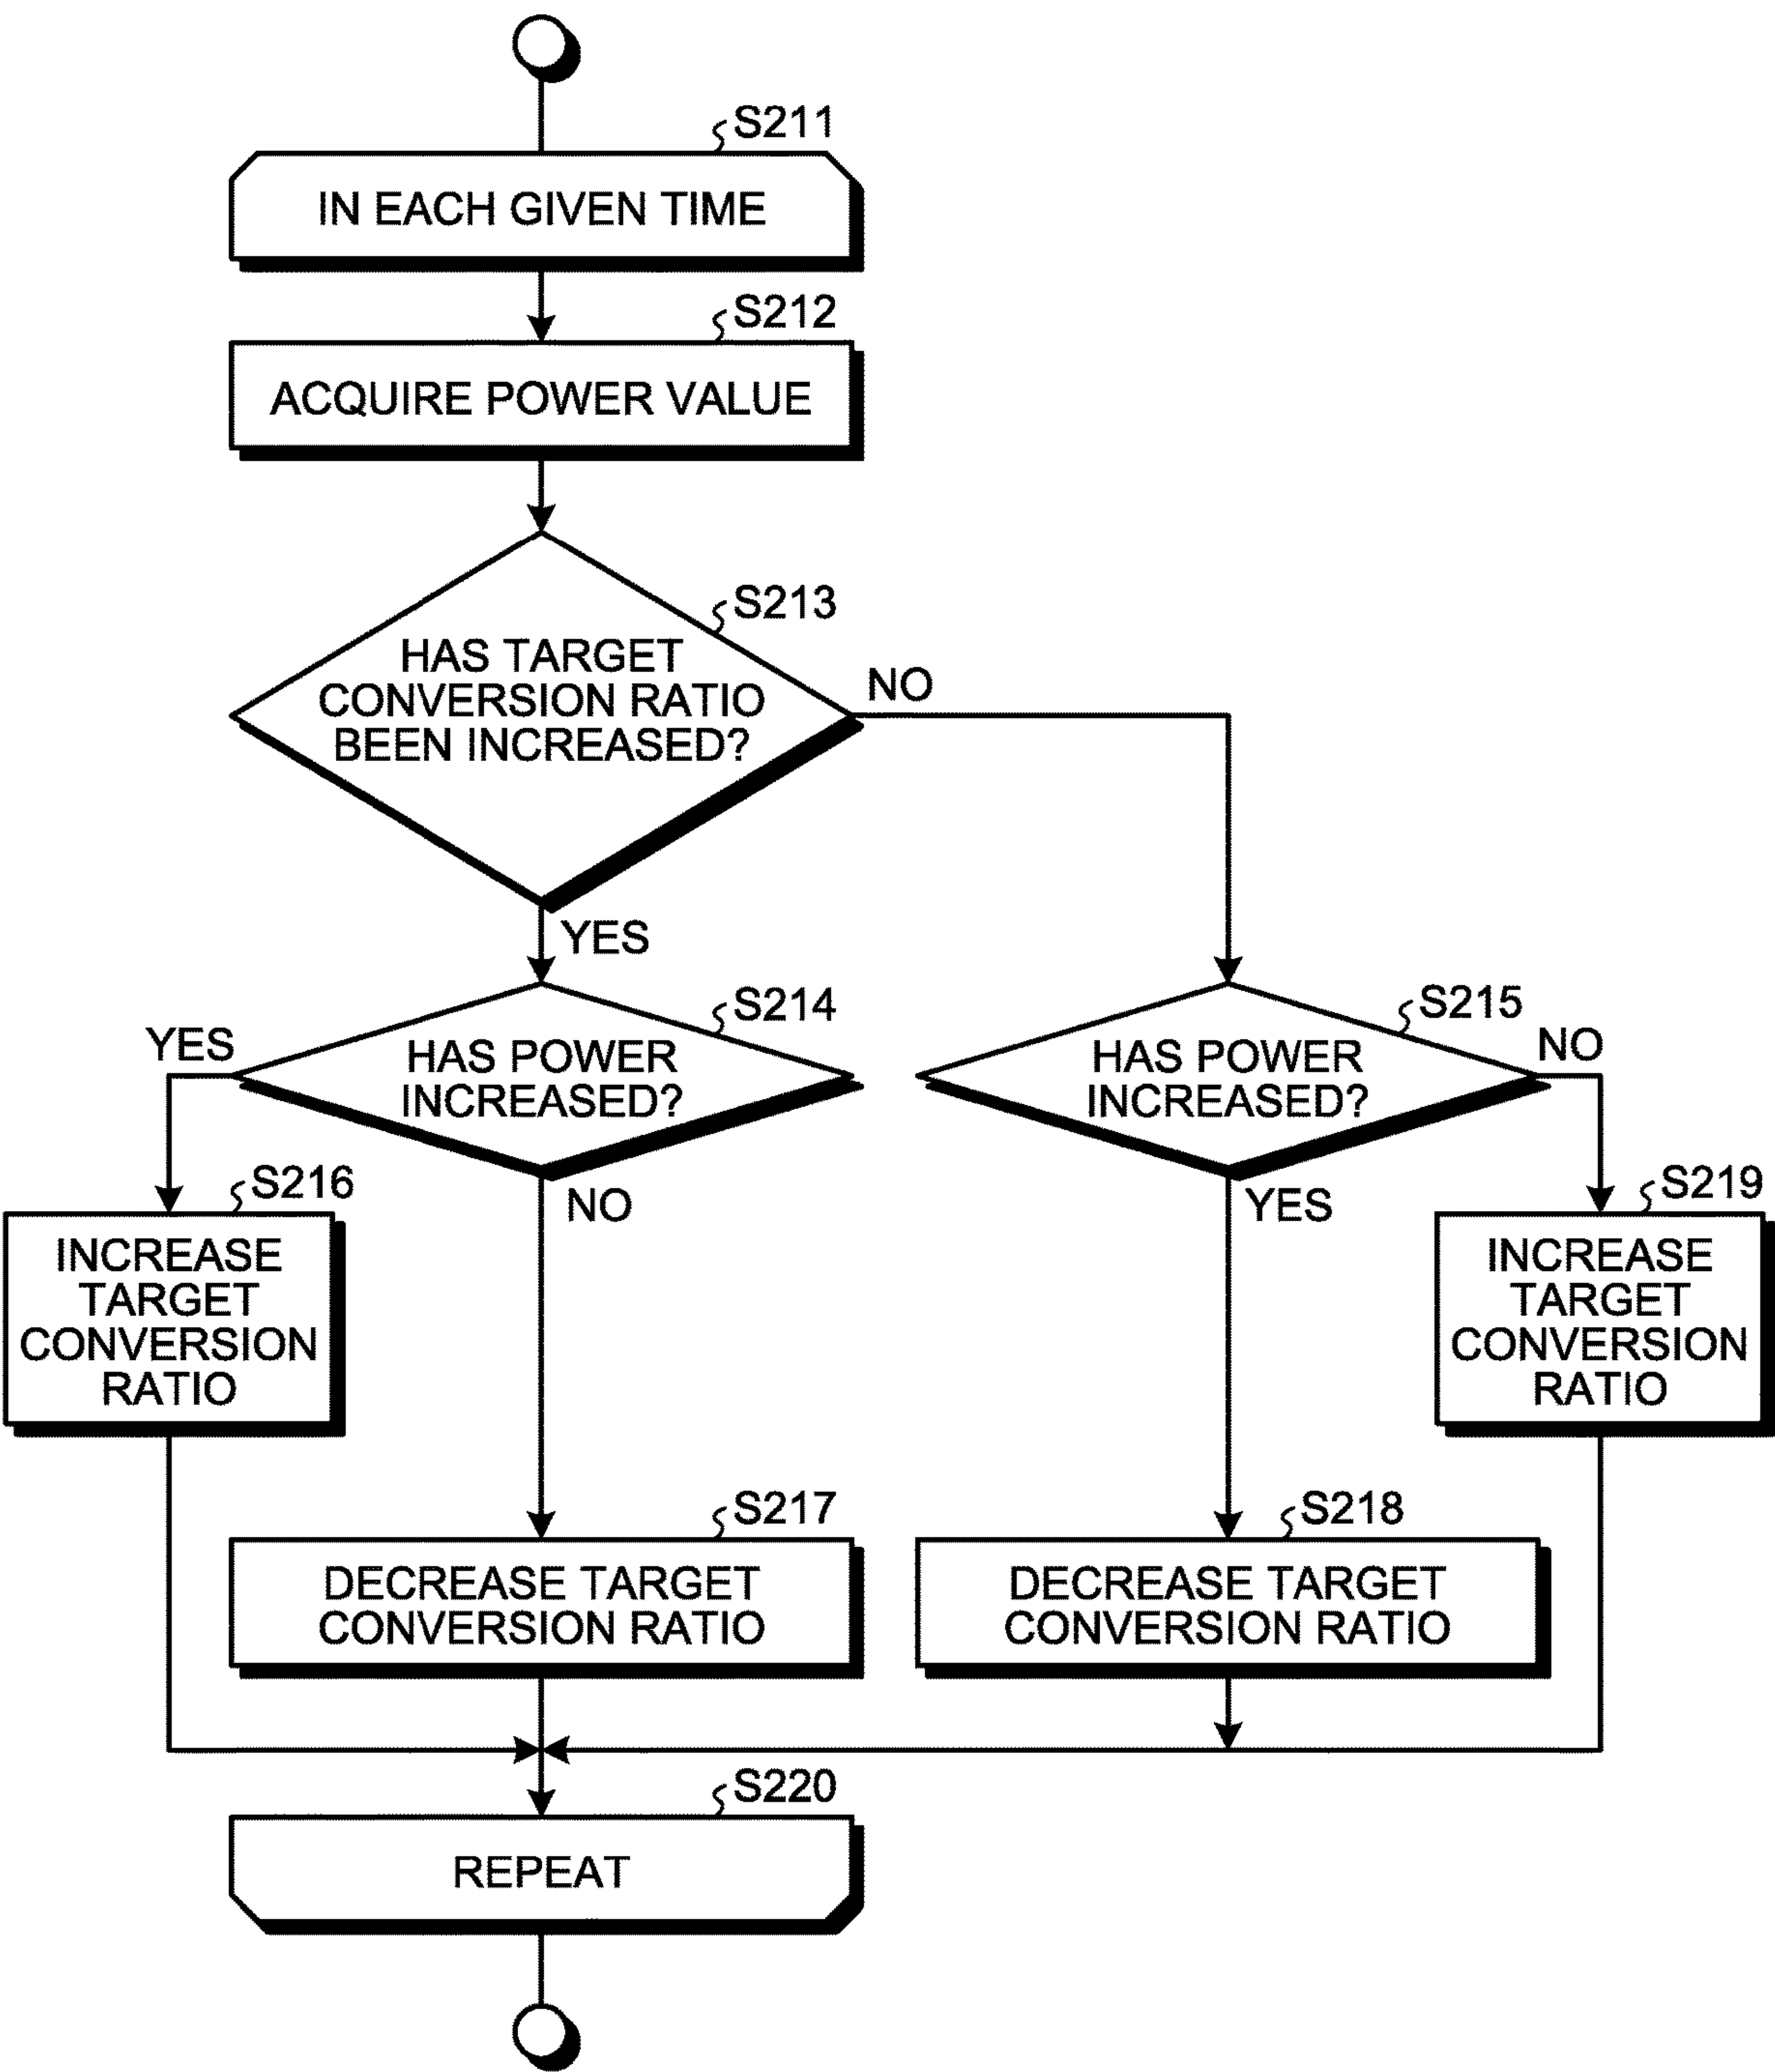 S211
IN EACH GIVEN TIME
S212
ACQUIRE POWER VALUE
S213
HAS TARGET
CONVERSION RATIO
BEEN INCREASED?
NO
YES
S214
HAS POWER
INCREASED?
YES
NO
S215
HAS POWER
INCREASED?
NO
YES
S216
INCREASE
TARGET
CONVERSION
RATIO
S219
INCREASE
TARGET
CONVERSION
RATIO
S217
DECREASE TARGET
CONVERSION RATIO
S218
DECREASE TARGET
CONVERSION RATIO
S220
REPEAT